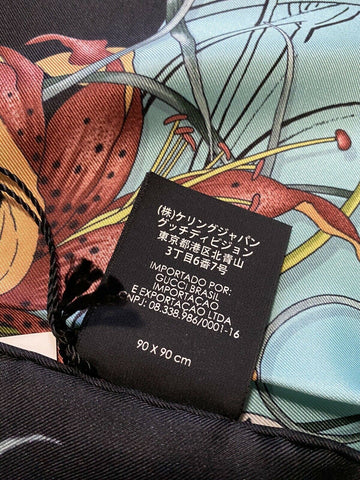 (株)ケリングジャパン
グッチディビジョン
東京都港区北青山
3丁目6番7号
IMPORTADO POR:
GUCCI BRASIL
IMPORTACAO
E EXPORTACAO LTDA
CNPJ: 08.338.986/0001-16
90 X 90 cm